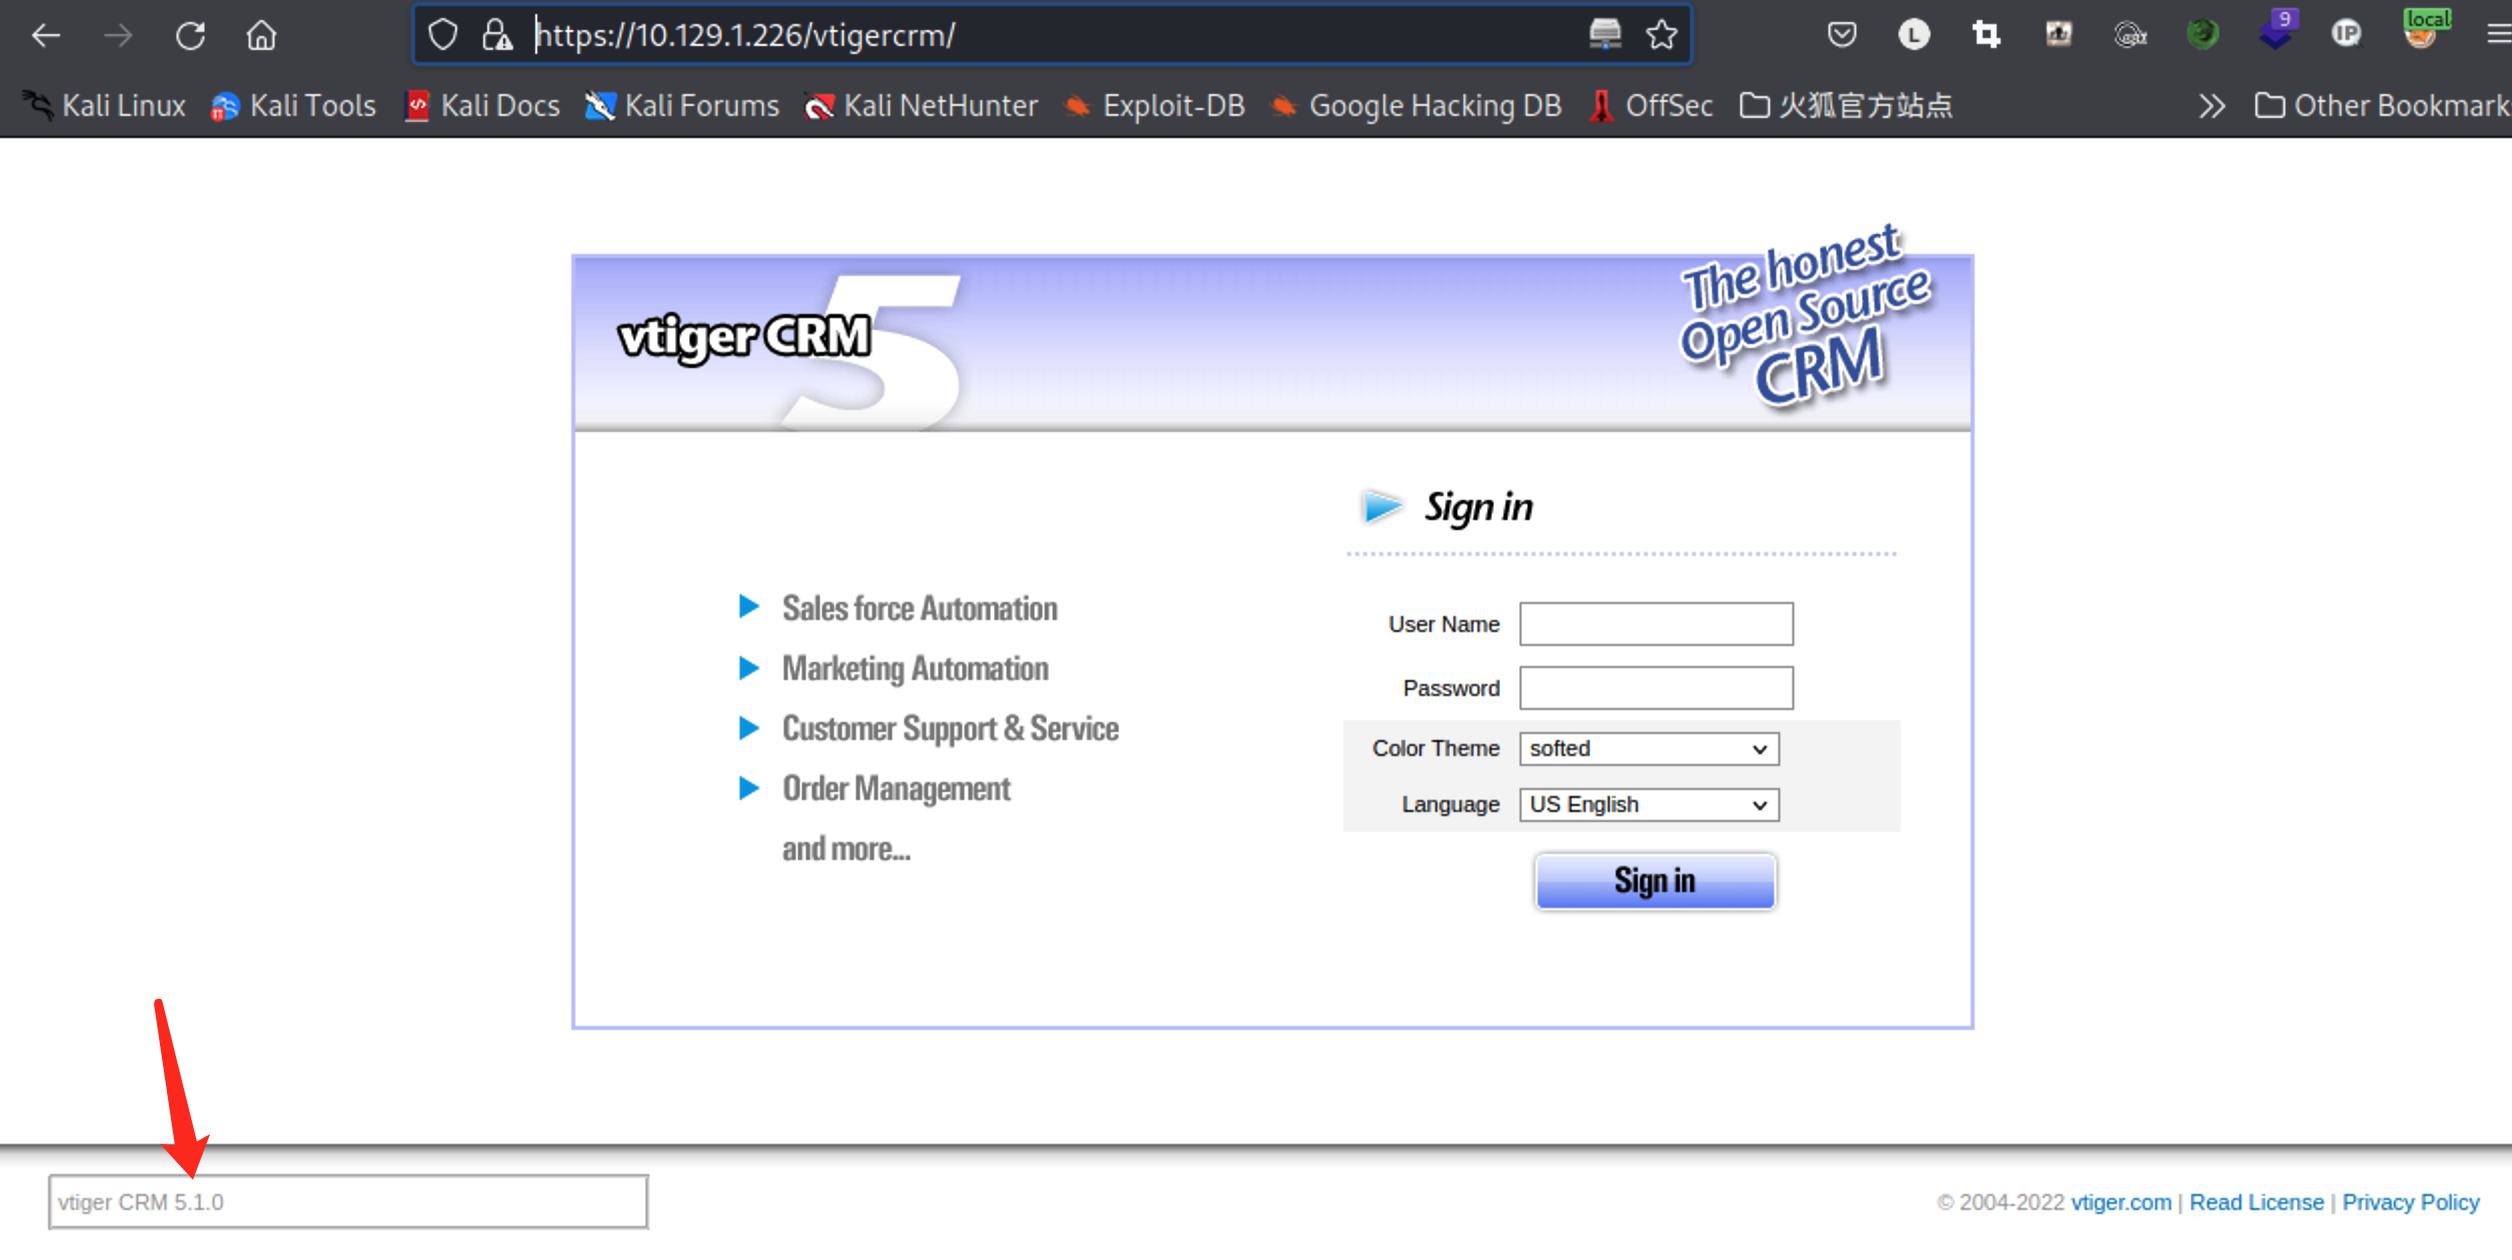 https://10.129.1.226/vtigercrm/
L
9
IP
local
Kali Linux
Kali Tools
Kali Docs
Kali Forums
Kali NetHunter
Exploit-DB
Google Hacking DB
OffSec
火狐官方站点
Other Bookmark
vtiger CRM 5
The honest
Open Source
CRM
Sign in
Sales force Automation
Marketing Automation
Customer Support & Service
Order Management
and more...
User Name
Password
Color Theme softed
Language US English
Sign in
vtiger CRM 5.1.0
© 2004-2022 vtiger.com | Read License | Privacy Policy